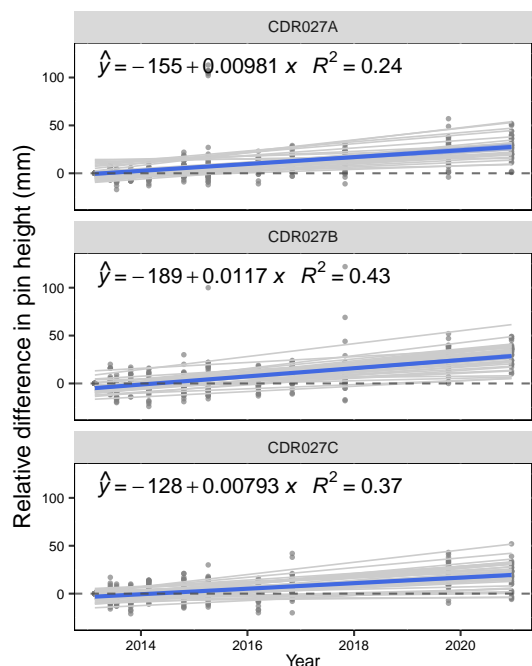 CDR027A
ŷ = −155 + 0.00981 x R² = 0.24
100
50
0
CDR027B
ŷ = −189 + 0.0117 x R² = 0.43
100
50
0
CDR027C
ŷ = −128 + 0.00793 x R² = 0.37
100
50
0
Relative difference in pin height (mm)
2014 2016 2018 2020
Year